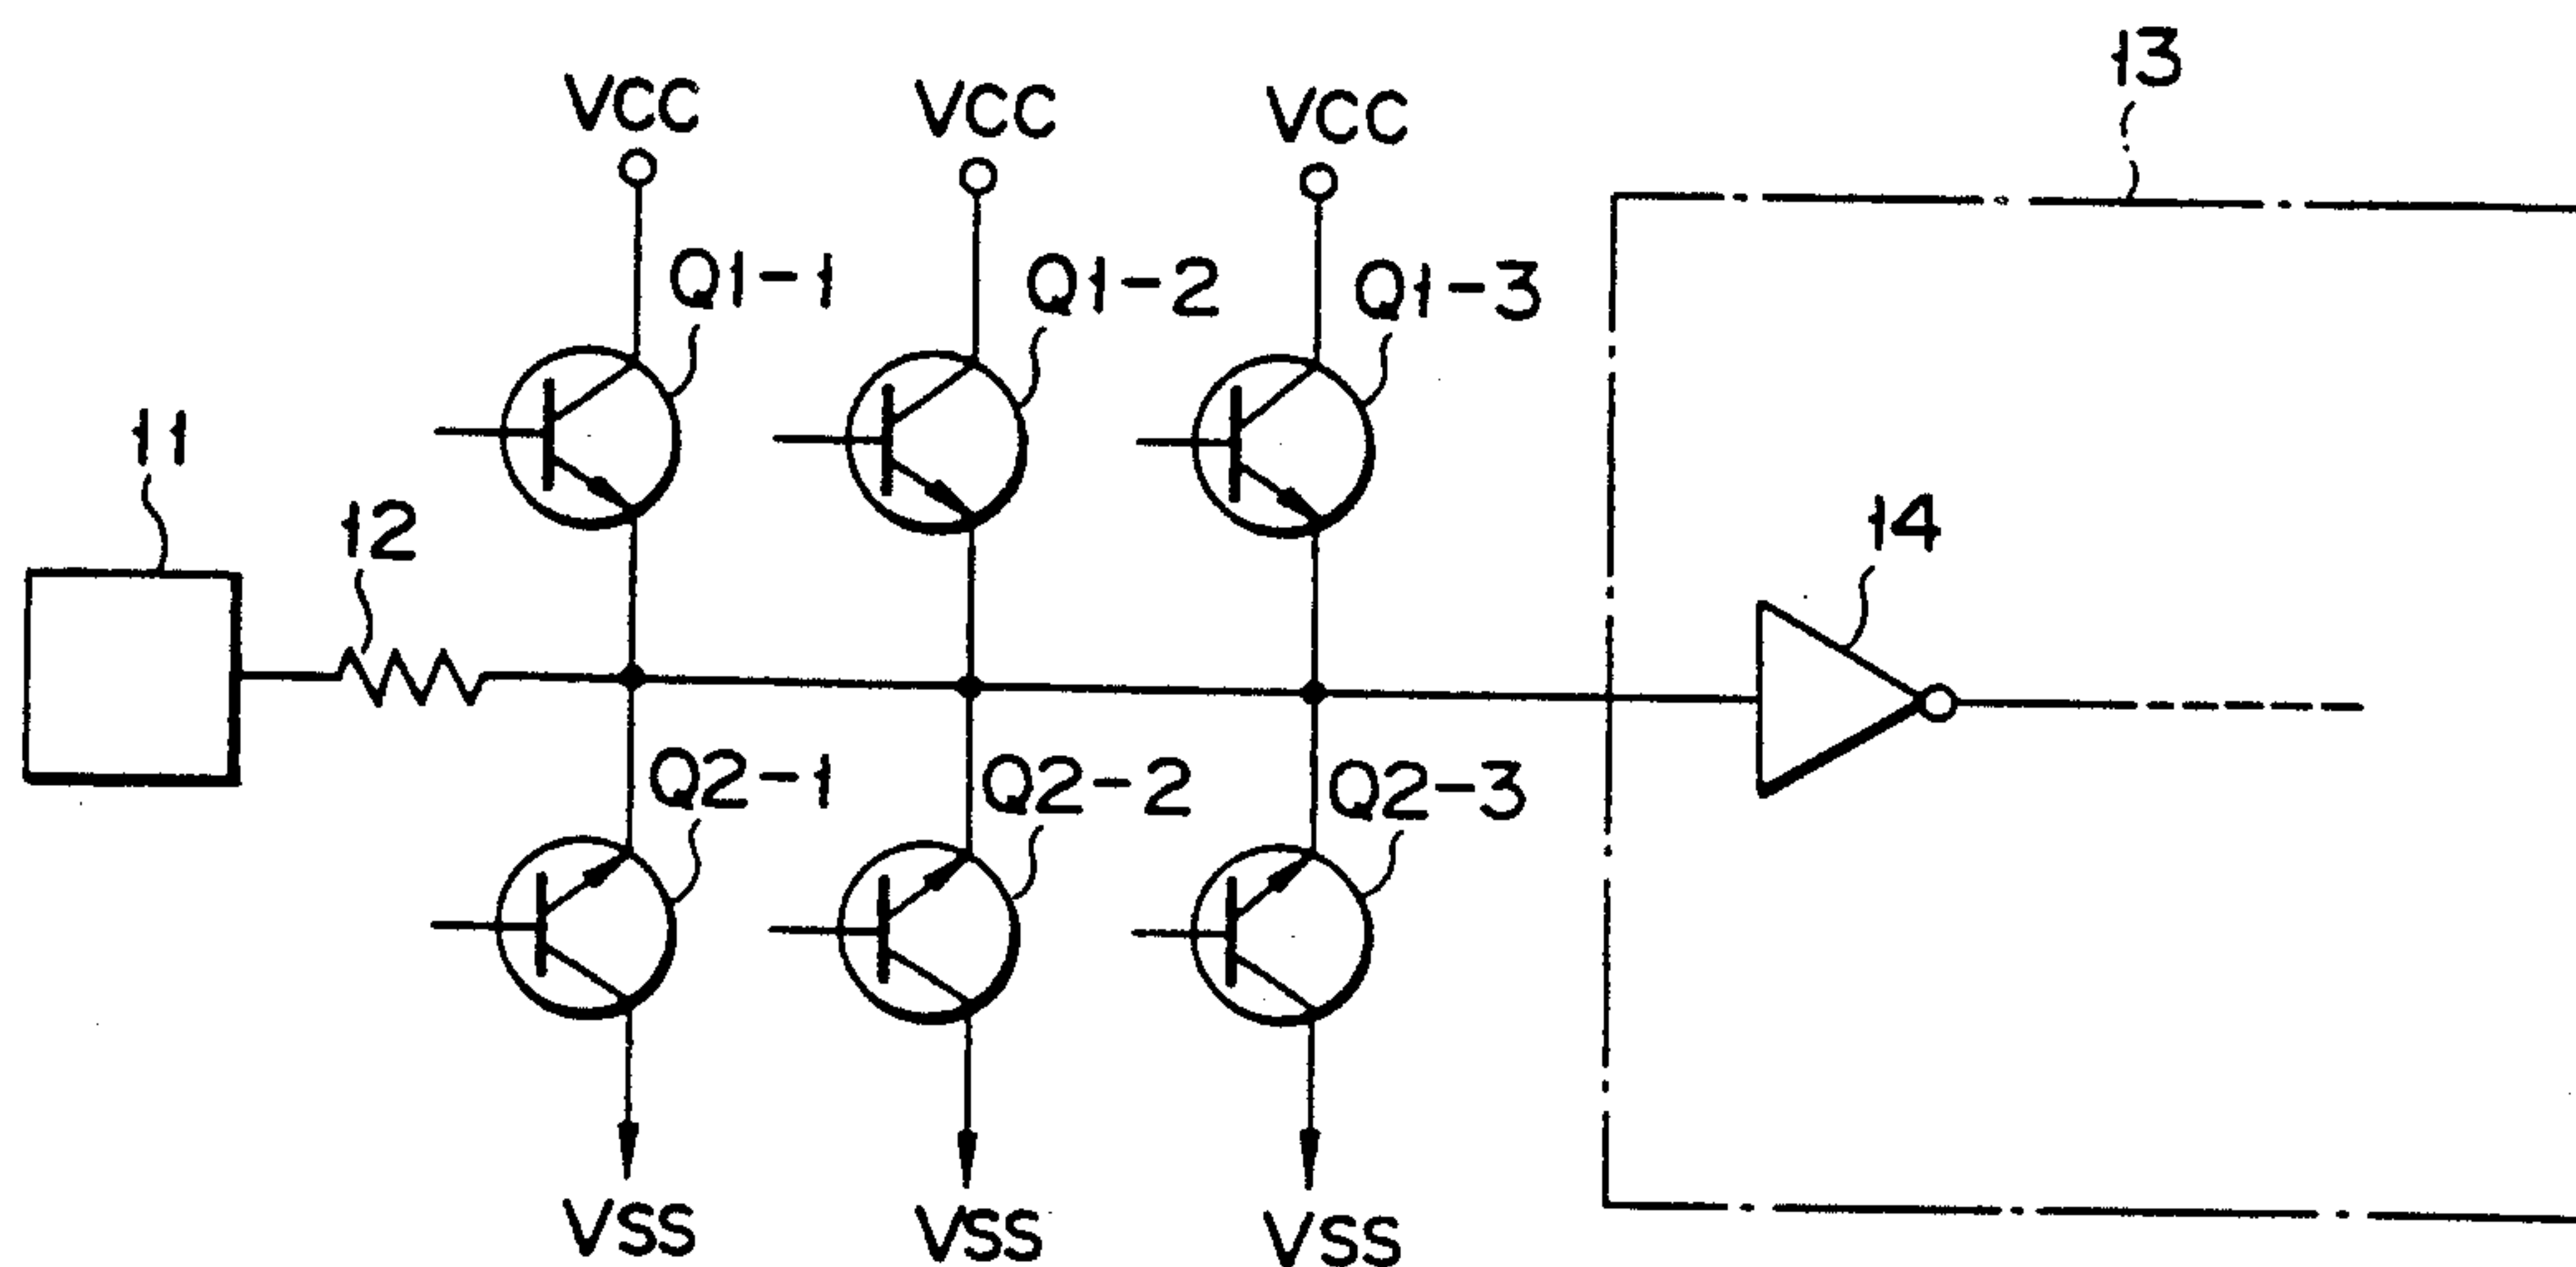 13
VCC VCC VCC
Q1-1 Q1-2 Q1-3
11
12
14
Q2-1 Q2-2 Q2-3
VSS VSS VSS